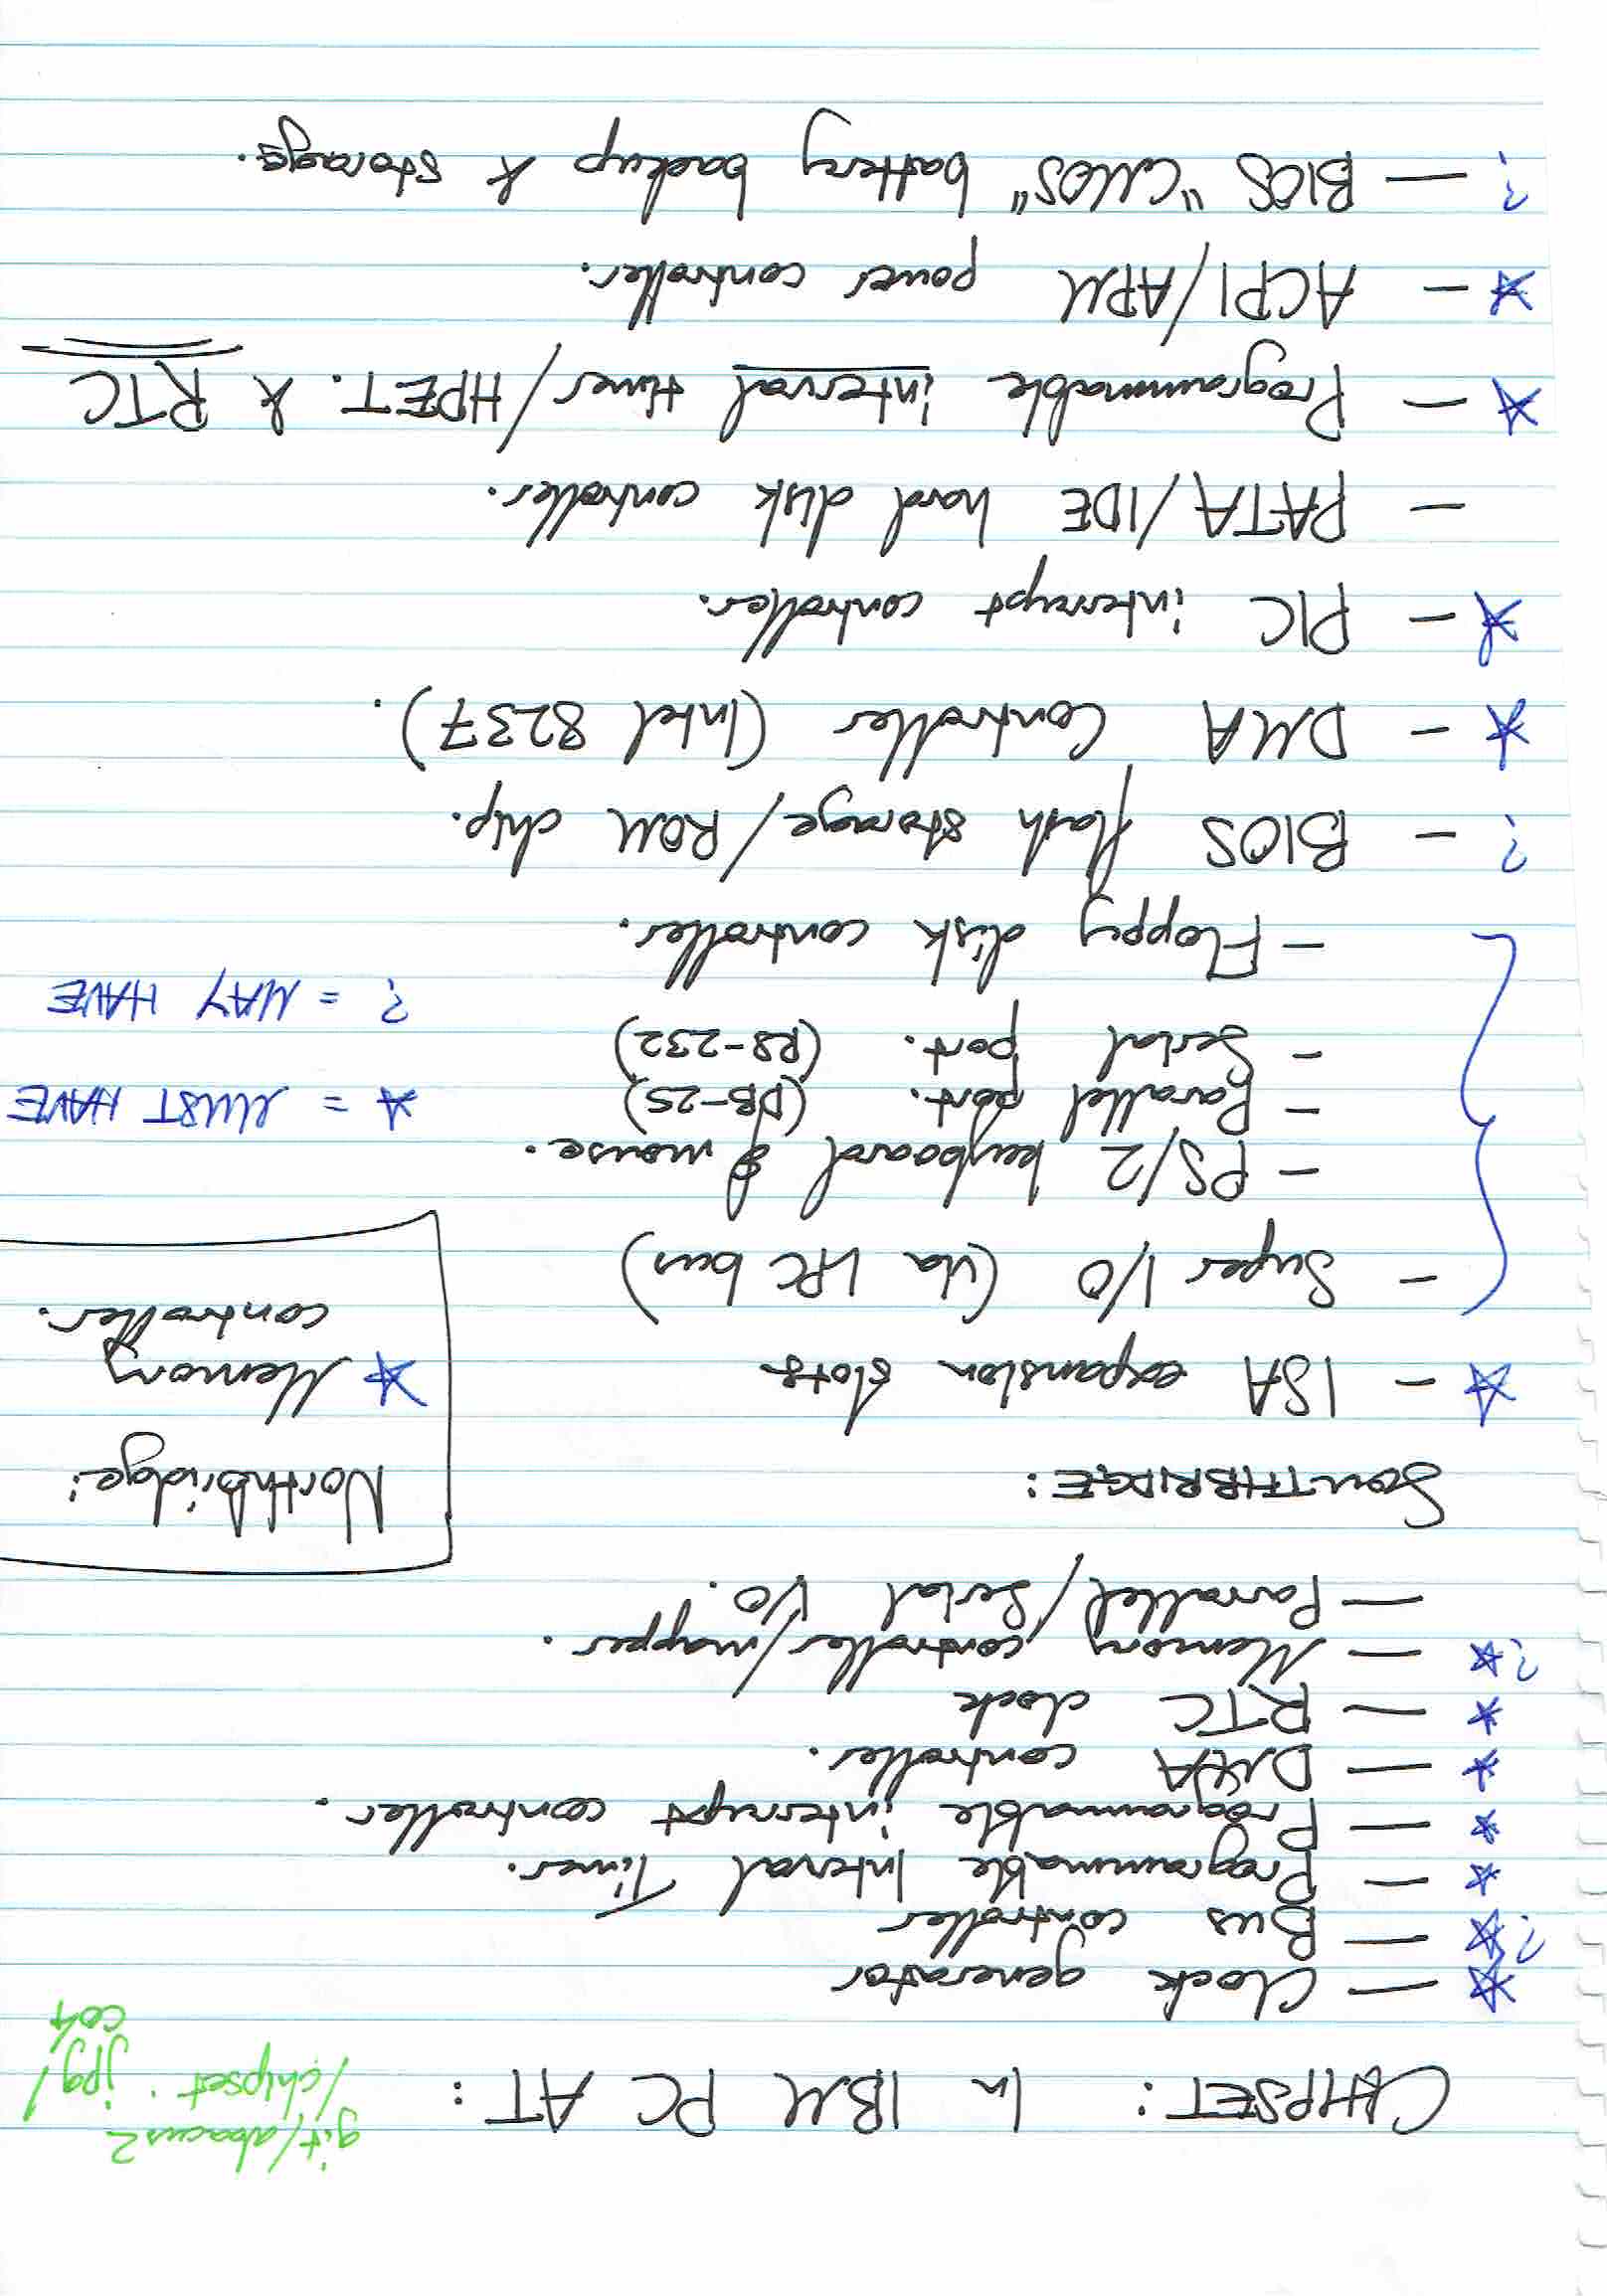 CHIPSET: In IBM PC AT:
git/abacus2
/chipset.jpg/
co4
☆ — Clock generator
?☆ — Bus controller
☆ — Programmable Interval Timer.
☆ — Programmable interrupt controller.
☆ — DMA controller.
☆ — RTC clock
?☆ — Memory controller/mapper.
— Parrallel/Serial I/O.
SOUTHBRIDGE:
☆ — ISA expansion slots
- Super I/O (via LPC bus)
- PS/2 keyboard & mouse.
- Parallel port. (DB-25)
- Serial port. (RS-232)
- Floppy disk controller.
? - BIOS flash storage/ROM chip.
☆ - DMA Controller (Intel 8237).
☆ - PIC interrupt controller.
- PATA/IDE hard disk controller.
☆ — Programmable interval timer/HPET. & RTC
☆ - ACPI/APM power controller.
? — BIOS "CMOS" battery backup & storage.
Northbridge:
☆ Memory
controller.
☆ = MUST HAVE
? = MAY HAVE